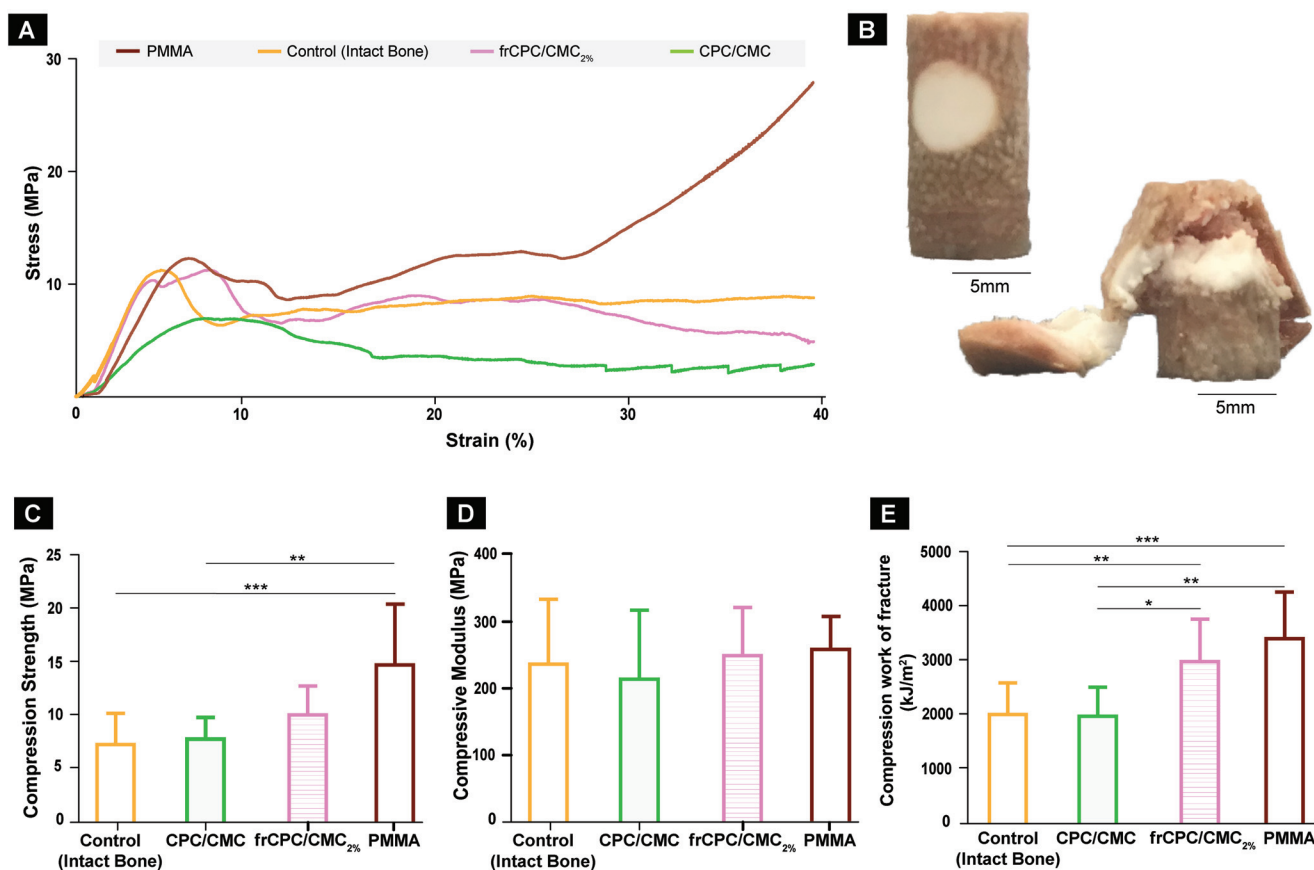 A
PMMA
Control (Intact Bone)
frCPC/CMC2%
CPC/CMC
30
20
10
0
10
20
30
40
Stress (MPa)
Strain (%)
B
5mm
5mm
C
25
20
15
10
5
0
Compression Strength (MPa)
**
***
Control
(Intact Bone)
CPC/CMC
frCPC/CMC2%
PMMA
D
400
300
200
100
0
Compressive Modulus (MPa)
Control
(Intact Bone)
CPC/CMC
frCPC/CMC2%
PMMA
E
5000
4000
3000
2000
1000
0
Compression work of fracture
(kJ/m²)
***
**
**
*
Control
(Intact Bone)
CPC/CMC
frCPC/CMC2%
PMMA